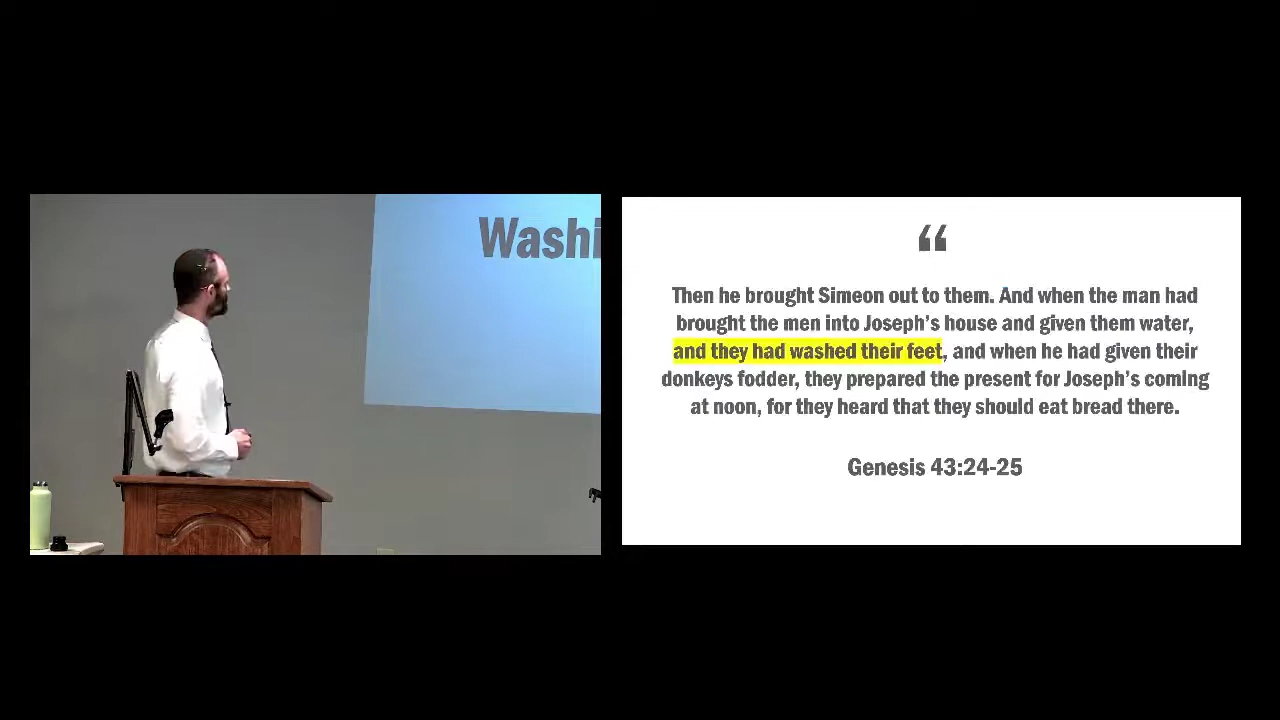 Washi
“
Then he brought Simeon out to them. And when the man had
brought the men into Joseph’s house and given them water,
and they had washed their feet, and when he had given their
donkeys fodder, they prepared the present for Joseph’s coming
at noon, for they heard that they should eat bread there.
Genesis 43:24-25